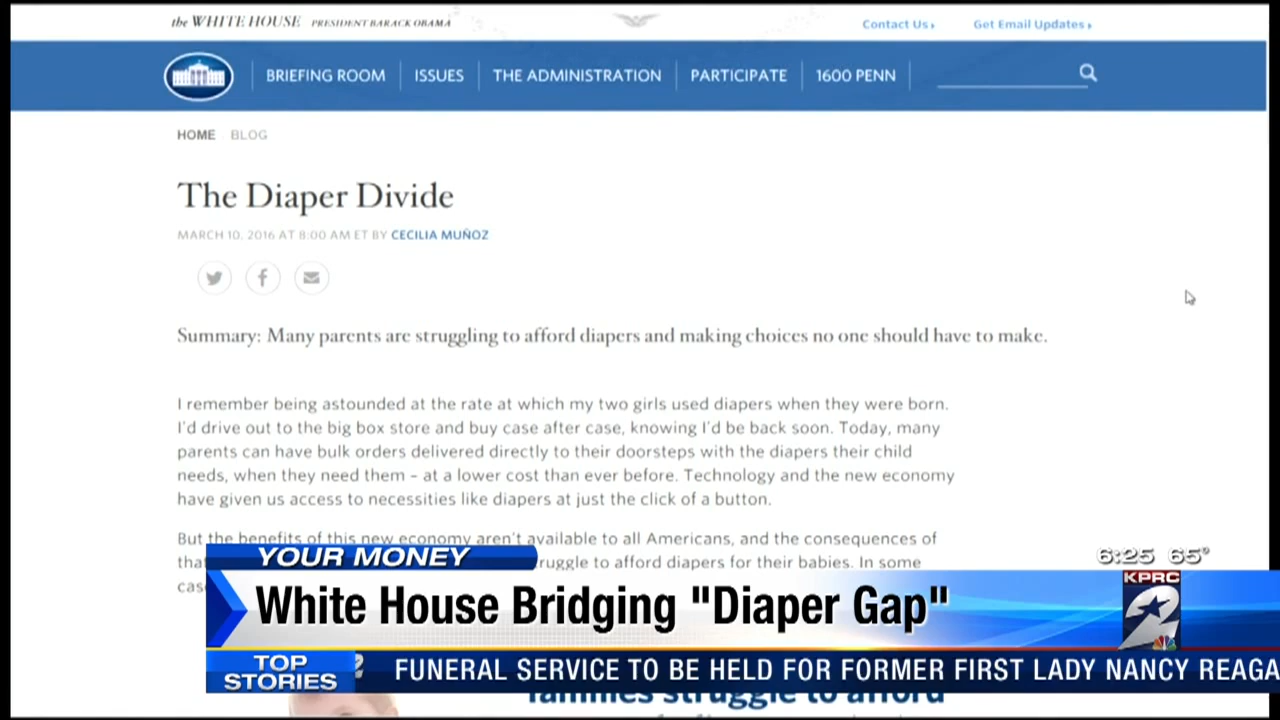 the WHITE HOUSE PRESIDENT BARACK OBAMA
Contact Us
Get Email Updates
BRIEFING ROOM
ISSUES
THE ADMINISTRATION
PARTICIPATE
1600 PENN
HOME BLOG
The Diaper Divide
MARCH 10, 2016 AT 8:00 AM ET BY CECILIA MUÑOZ
Summary: Many parents are struggling to afford diapers and making choices no one should have to make.
I remember being astounded at the rate at which my two girls used diapers when they were born.
I'd drive out to the big box store and buy case after case, knowing I'd be back soon. Today, many
parents can have bulk orders delivered directly to their doorsteps with the diapers their child
needs, when they need them – at a lower cost than ever before. Technology and the new economy
have given us access to necessities like diapers at just the click of a button.
But the benefits of this new economy aren't available to all Americans, and the consequences of
to afford diapers for their babies. In some
YOUR MONEY
6:25 65°
White House Bridging "Diaper Gap"
KPRC
2
TOP
STORIES
FUNERAL SERVICE TO BE HELD FOR FORMER FIRST LADY NANCY REAGA
families struggle to afford